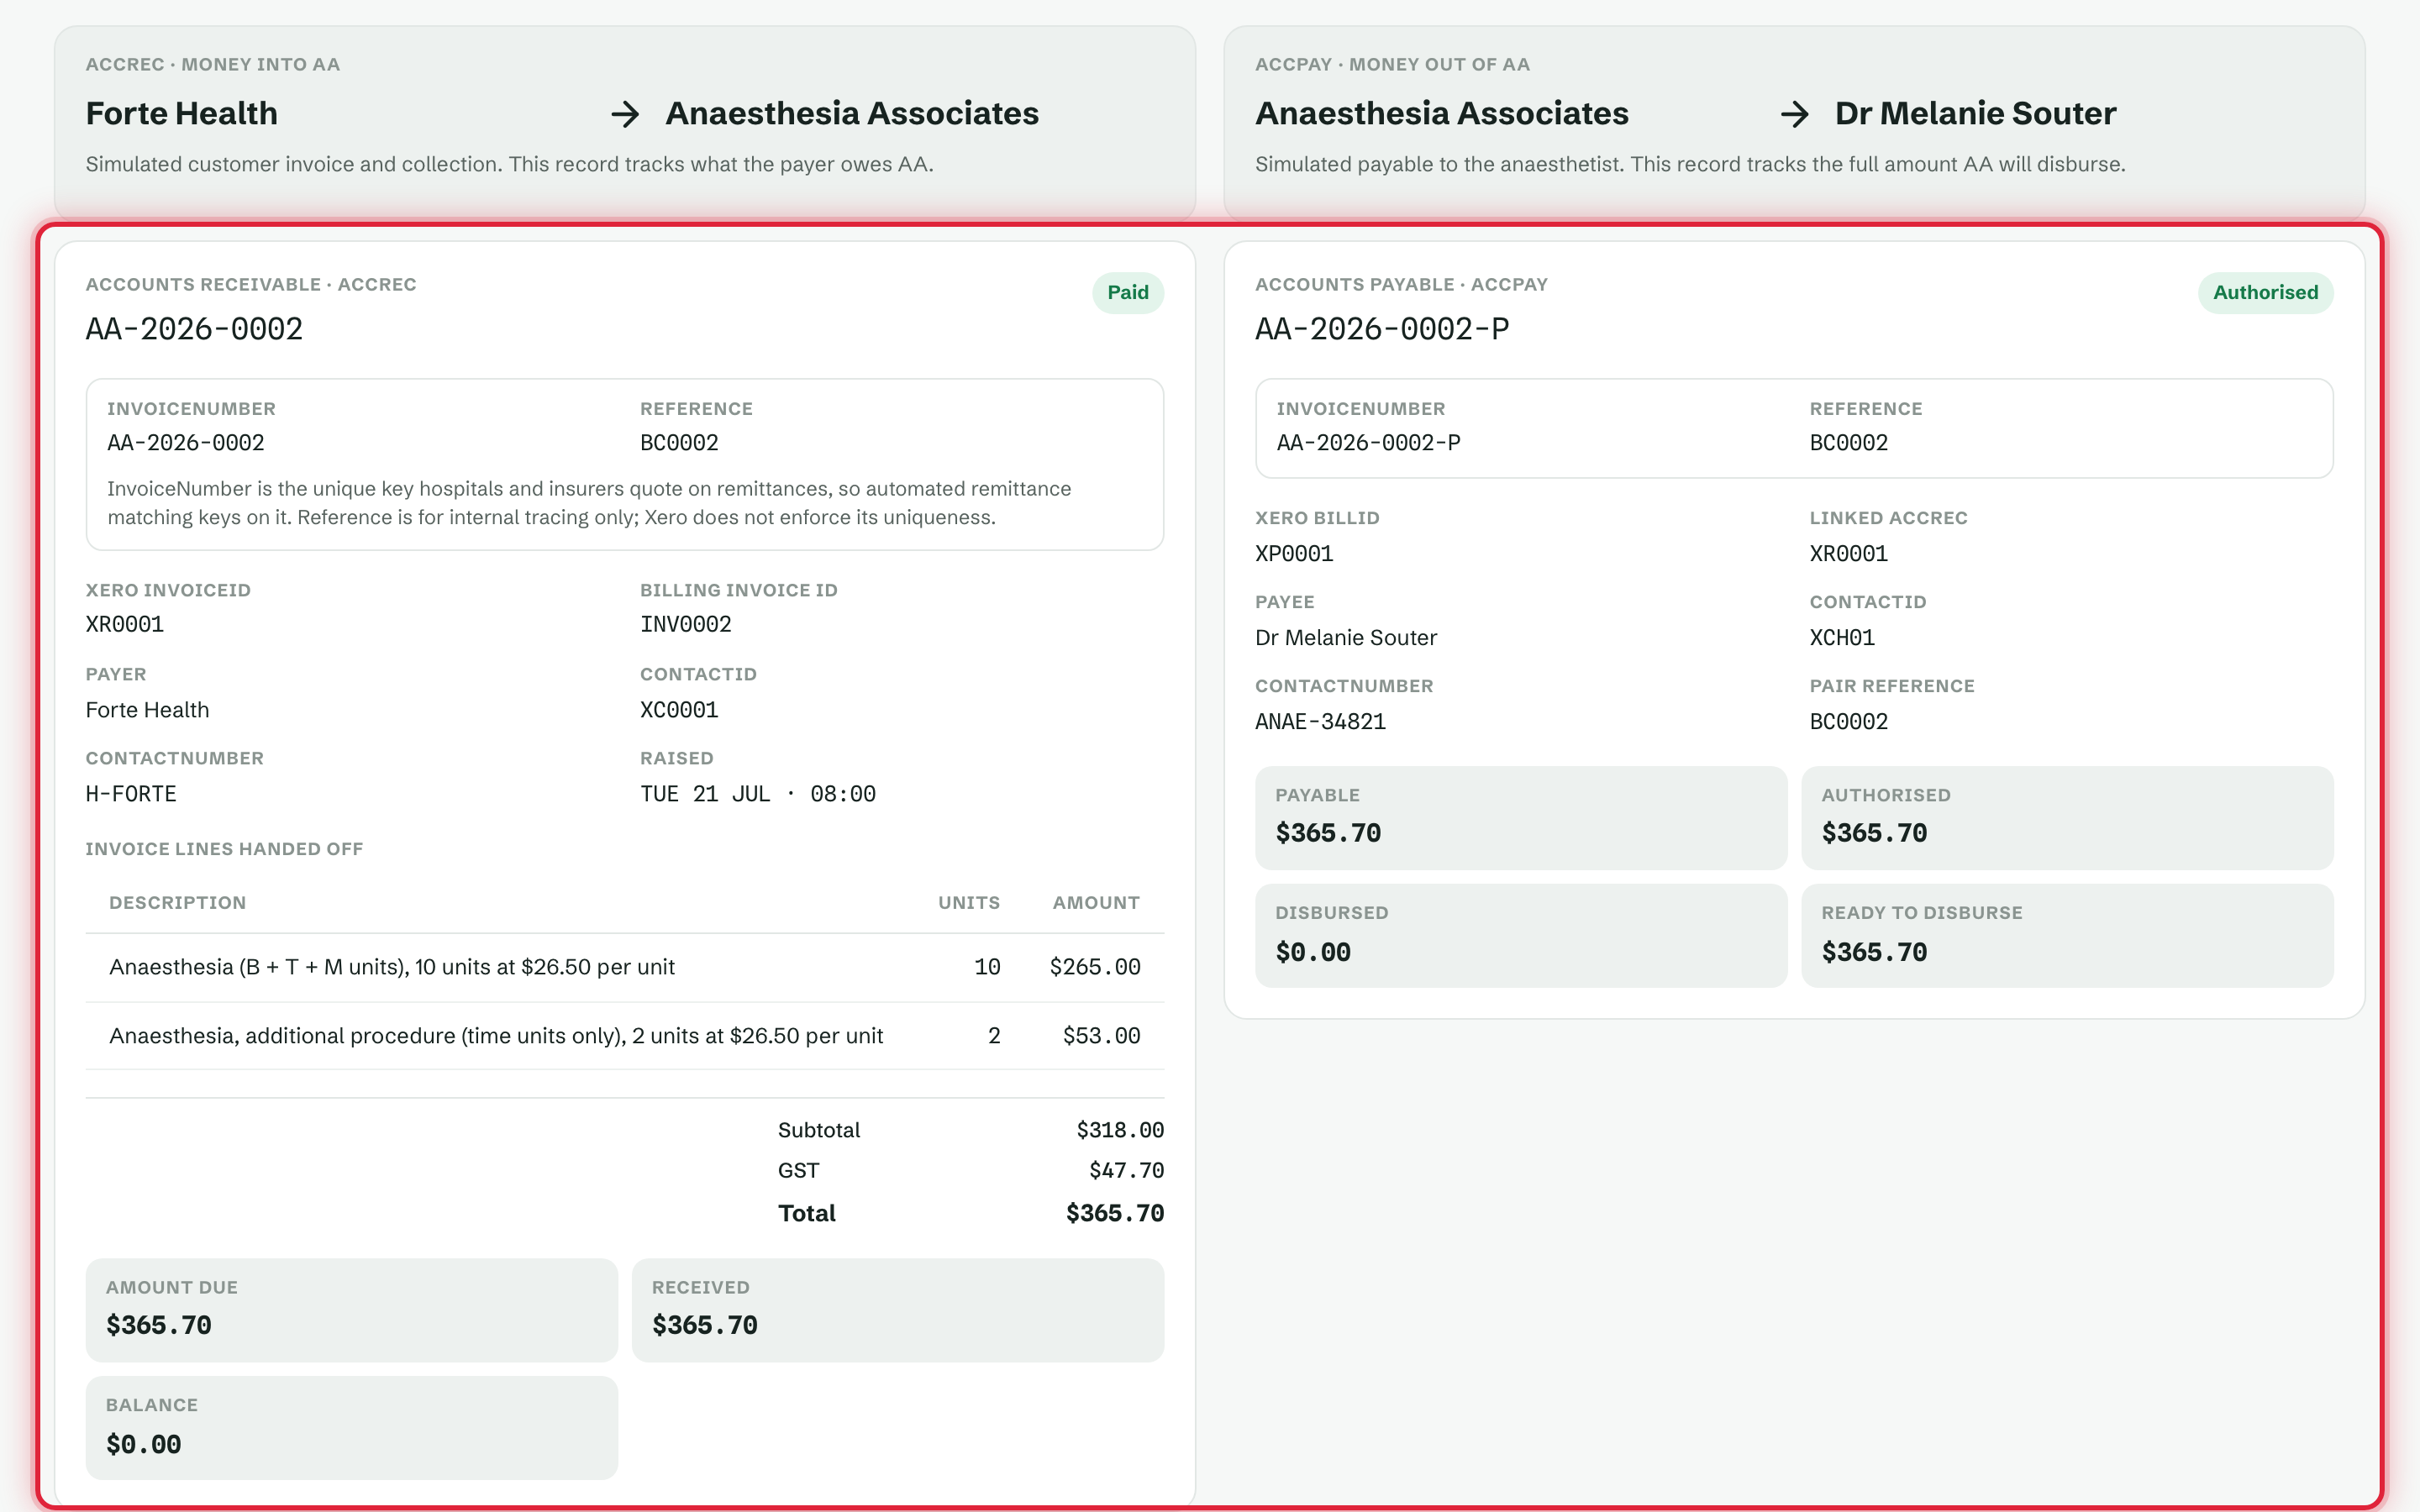 ACCREC · MONEY INTO AA
Forte Health → Anaesthesia Associates
Simulated customer invoice and collection. This record tracks what the payer owes AA.
ACCPAY · MONEY OUT OF AA
Anaesthesia Associates → Dr Melanie Souter
Simulated payable to the anaesthetist. This record tracks the full amount AA will disburse.
ACCOUNTS RECEIVABLE · ACCREC
Paid
AA-2026-0002
INVOICENUMBER REFERENCE
AA-2026-0002 BC0002
InvoiceNumber is the unique key hospitals and insurers quote on remittances, so automated remittance
matching keys on it. Reference is for internal tracing only; Xero does not enforce its uniqueness.
XERO INVOICEID BILLING INVOICE ID
XR0001 INV0002
PAYER CONTACTID
Forte Health XC0001
CONTACTNUMBER RAISED
H-FORTE TUE 21 JUL · 08:00
INVOICE LINES HANDED OFF
DESCRIPTION UNITS AMOUNT
Anaesthesia (B + T + M units), 10 units at $26.50 per unit 10 $265.00
Anaesthesia, additional procedure (time units only), 2 units at $26.50 per unit 2 $53.00
Subtotal $318.00
GST $47.70
Total $365.70
AMOUNT DUE RECEIVED
$365.70 $365.70
BALANCE
$0.00
ACCOUNTS PAYABLE · ACCPAY
Authorised
AA-2026-0002-P
INVOICENUMBER REFERENCE
AA-2026-0002-P BC0002
XERO BILLID LINKED ACCREC
XP0001 XR0001
PAYEE CONTACTID
Dr Melanie Souter XCH01
CONTACTNUMBER PAIR REFERENCE
ANAE-34821 BC0002
PAYABLE AUTHORISED
$365.70 $365.70
DISBURSED READY TO DISBURSE
$0.00 $365.70